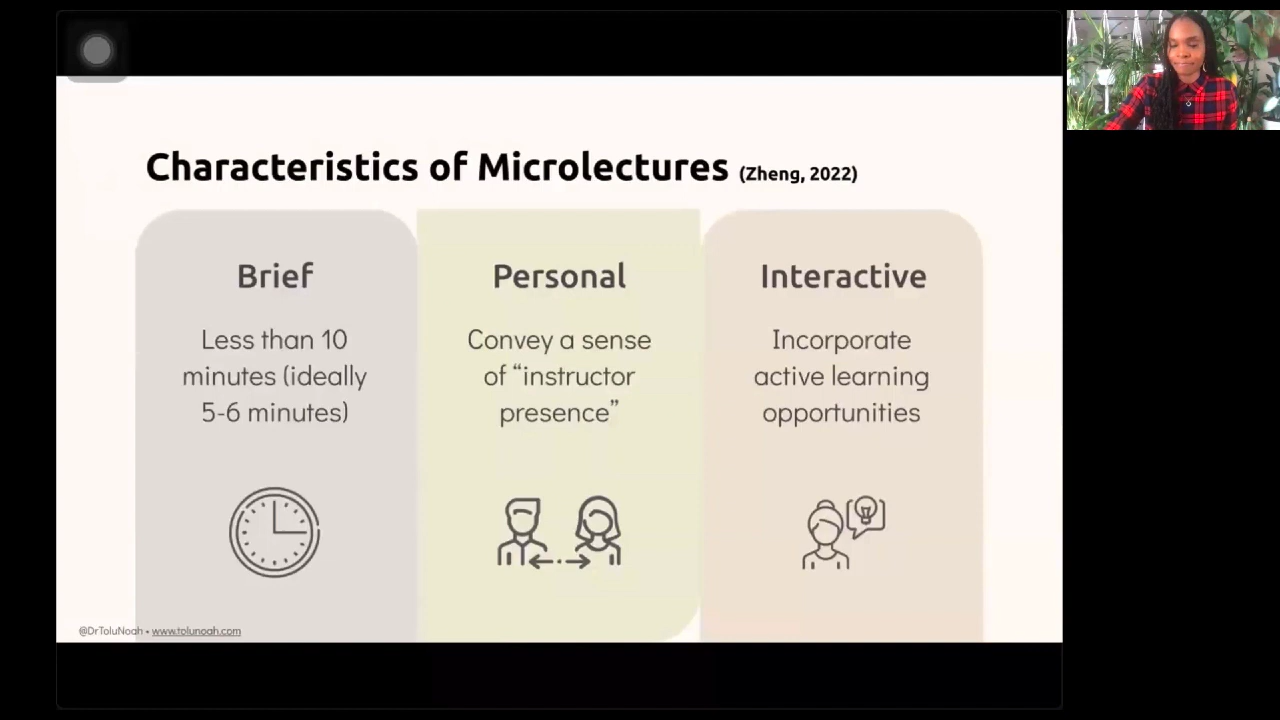 Characteristics of Microlectures (Zheng, 2022)
Brief
Less than 10
minutes (ideally
5-6 minutes)
Personal
Convey a sense
of “instructor
presence”
Interactive
Incorporate
active learning
opportunities
@DrToluNoah • www.tolunoah.com